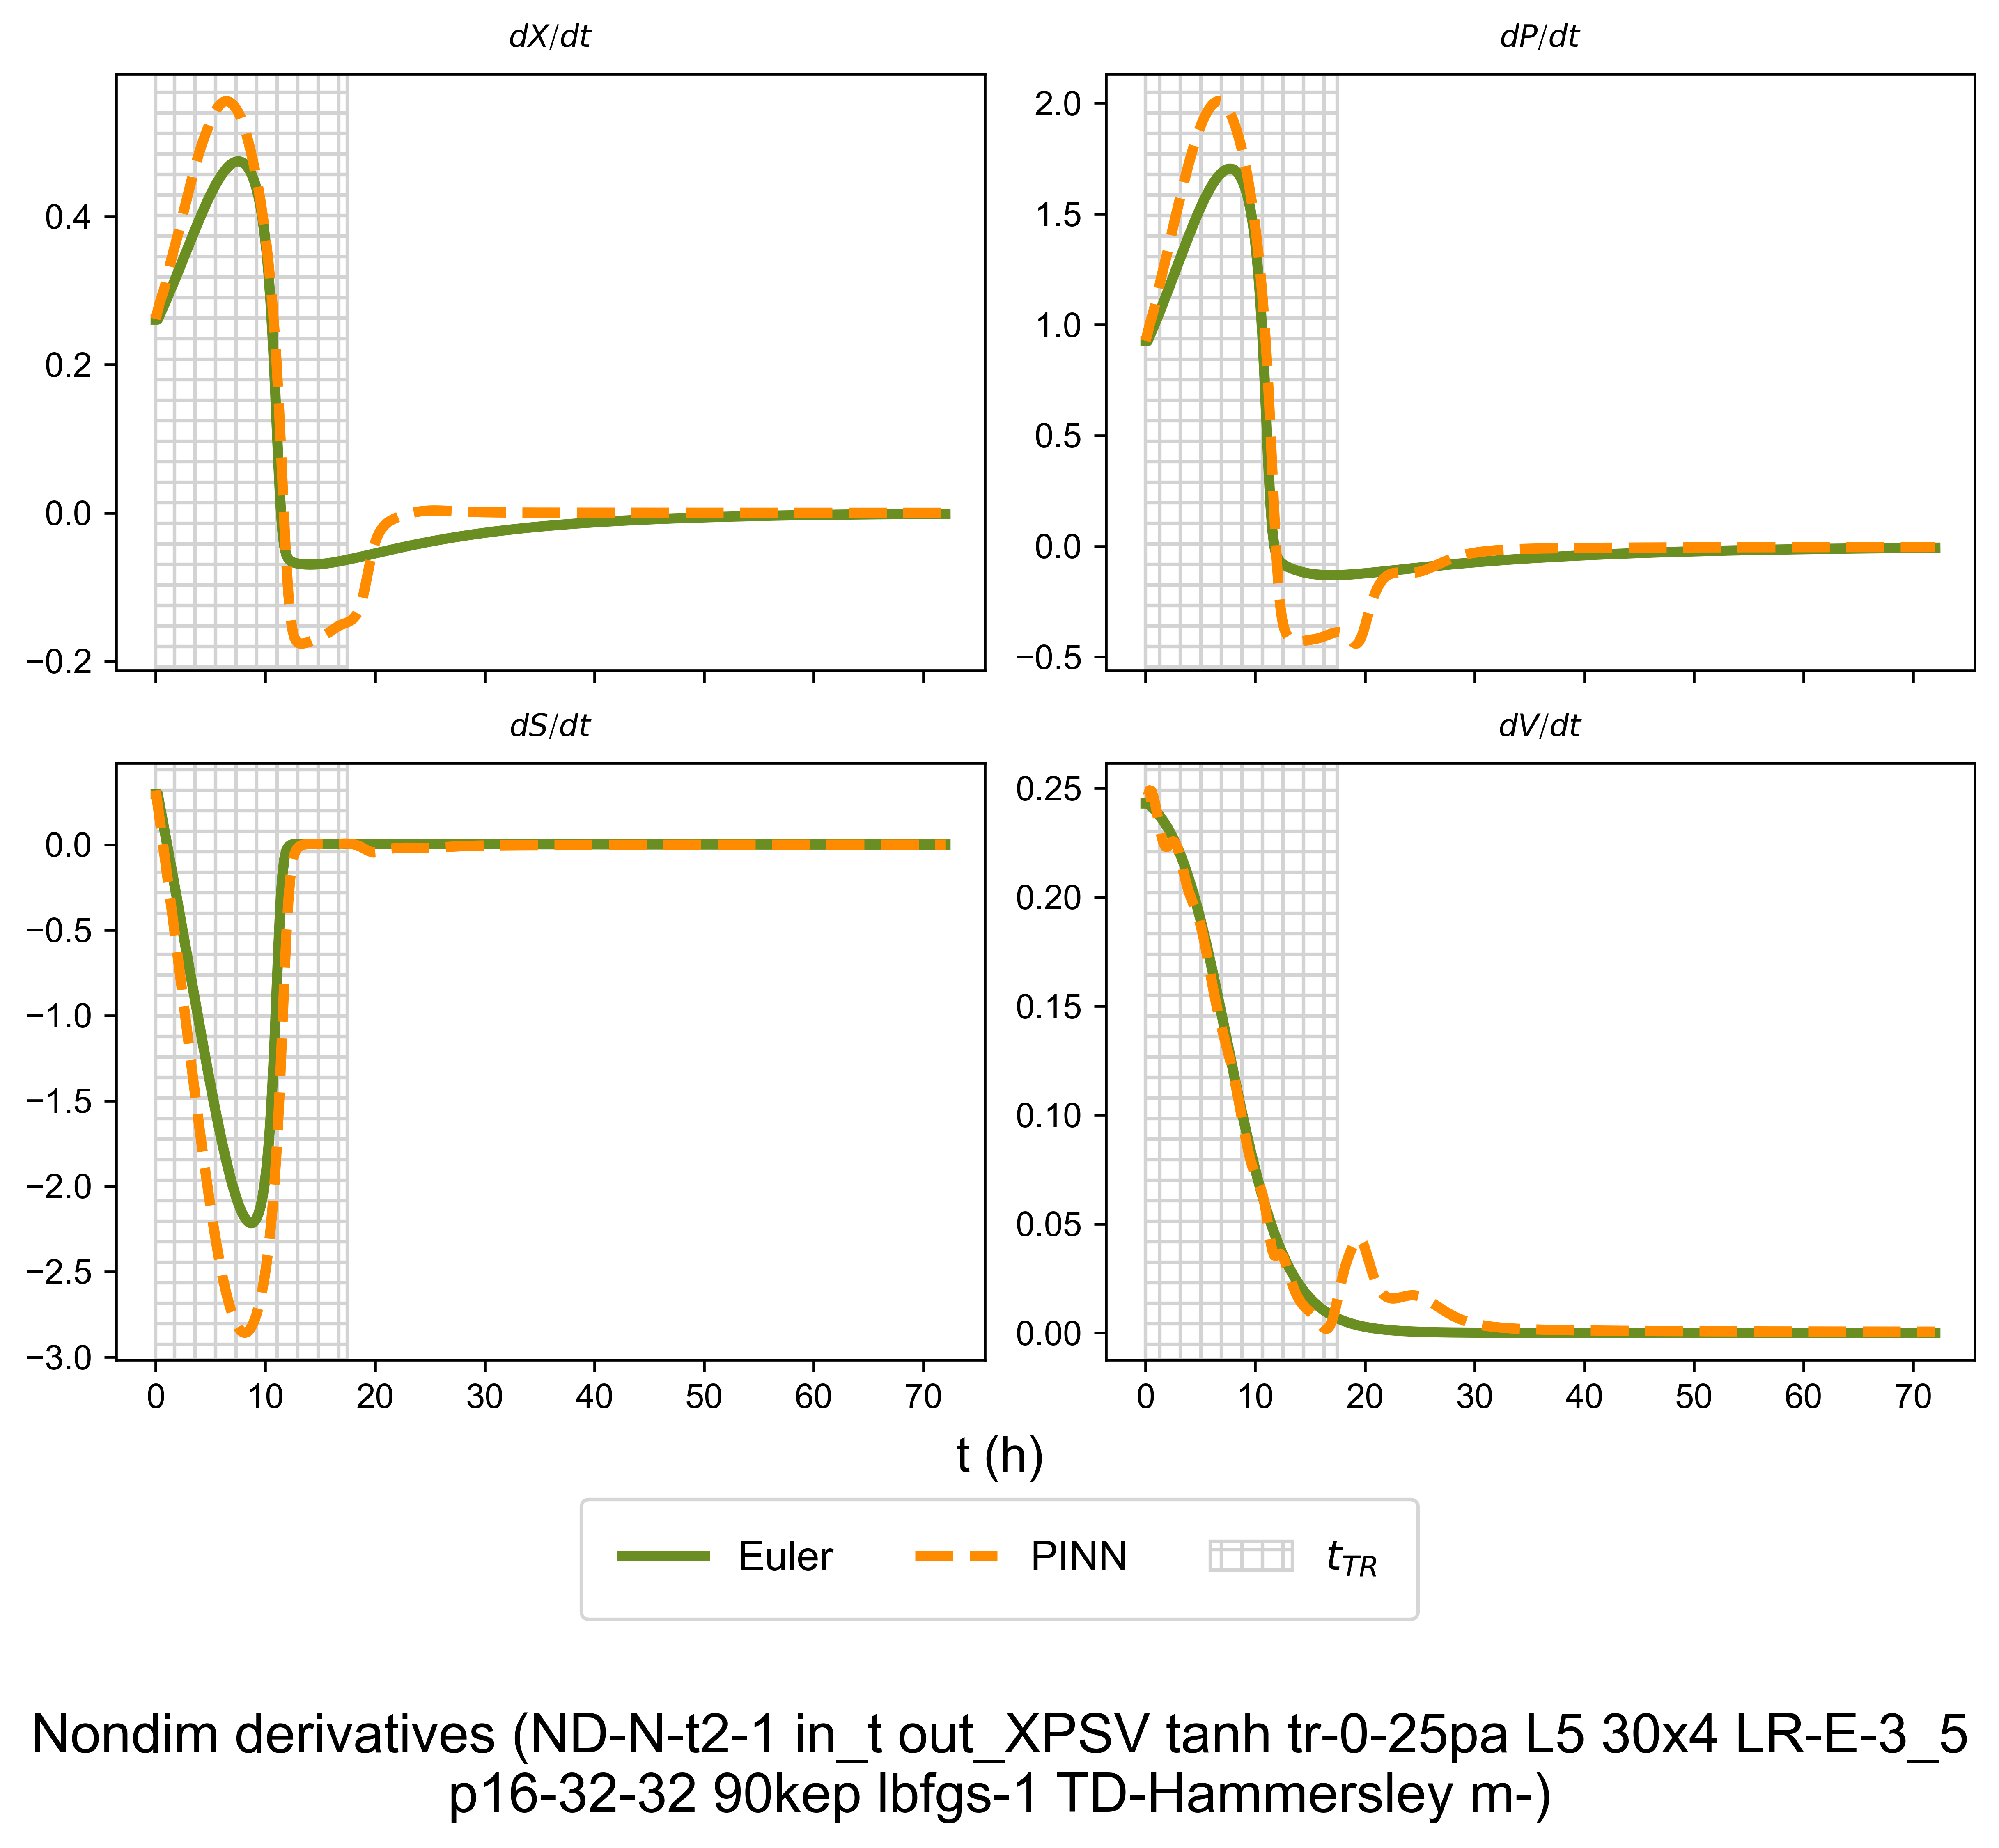 dX/dt
dP/dt
0.4
0.2
0.0
−0.2
2.0
1.5
1.0
0.5
0.0
−0.5
dS/dt
dV/dt
0.0
−0.5
−1.0
−1.5
−2.0
−2.5
−3.0
0 10 20 30 40 50 60 70
0.25
0.20
0.15
0.10
0.05
0.00
0 10 20 30 40 50 60 70
t (h)
Euler PINN t_TR
Nondim derivatives (ND-N-t2-1 in_t out_XPSV tanh tr-0-25pa L5 30x4 LR-E-3_5
p16-32-32 90kep lbfgs-1 TD-Hammersley m-)